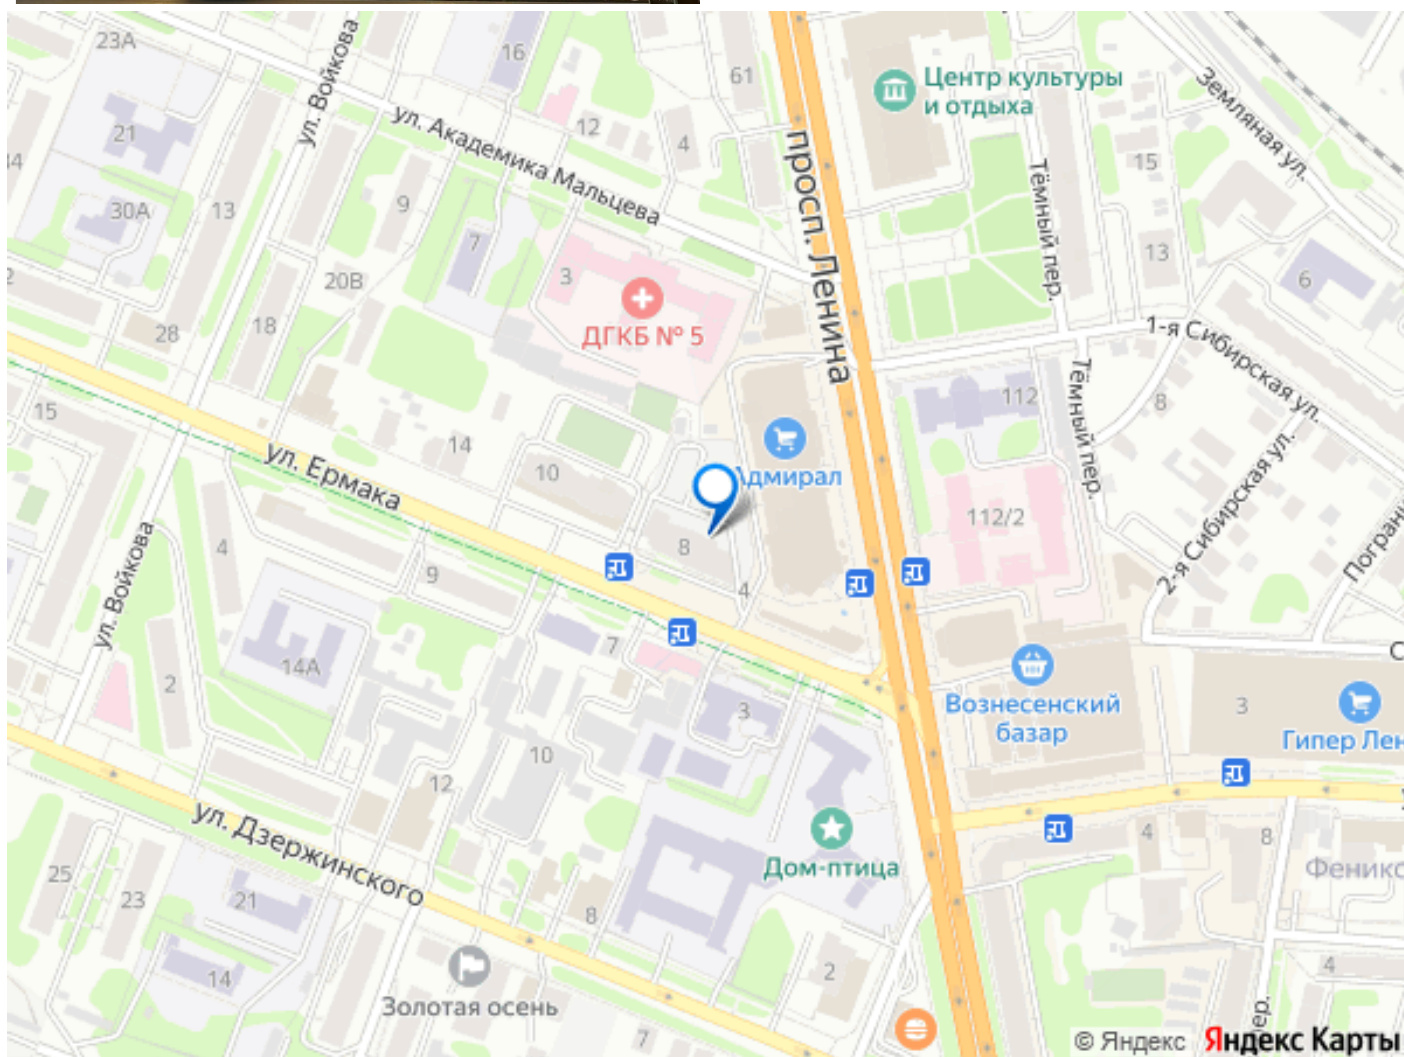 23А
ул. Войкова
16
61
Центр культуры
и отдыха
Земляная ул.
21
ул. Академика Мальцева
12
4
просп. Ленина
15
Тёмный пер.
30А
13
9
7
13
6
3
20В
28
18
ДГКБ № 5
1-я Сибирская ул.
Тёмный пер.
112
8
15
ул. Ермака
14
10
Адмирал
2-я Сибирская ул.
112/2
ул. Войкова
4
8
9
4
7
14А
2
3
Вознесенский
базар
3
Гипер Лен
10
12
ул. Дзержинского
Дом-птица
4
8
Феникс
25
23
21
8
14
Золотая осень
2
4
7
© Яндекс Яндекс Карты